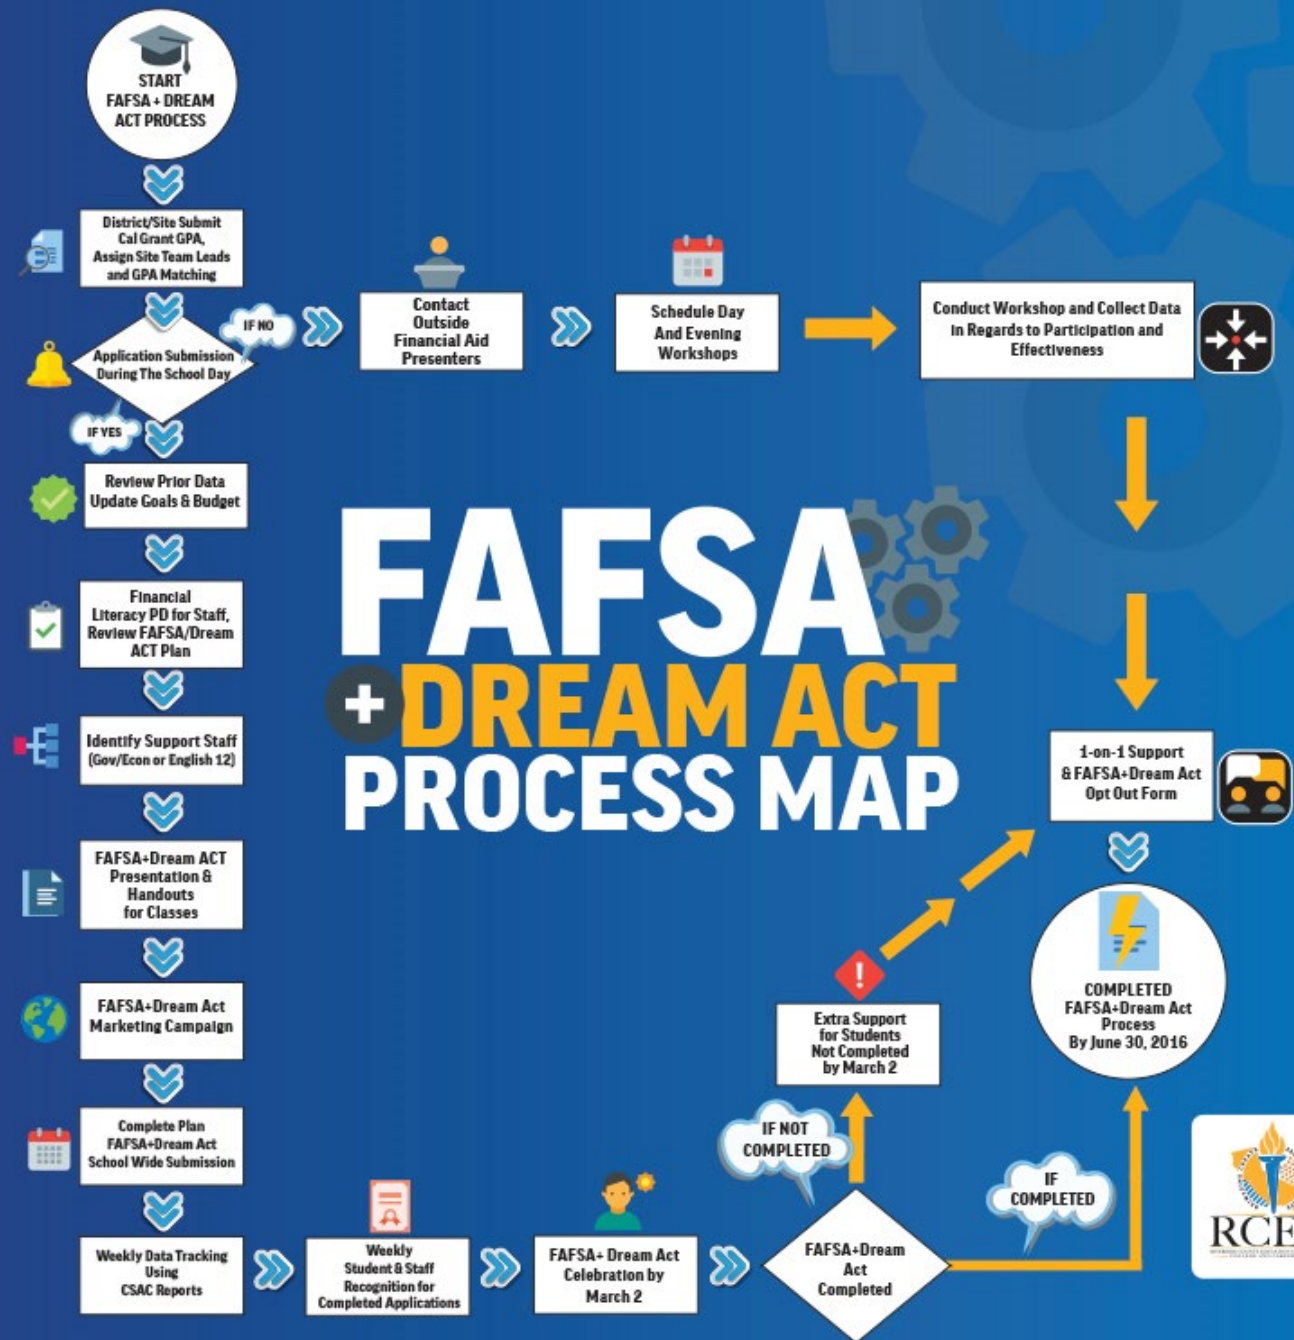 START
FAFSA + DREAM
ACT PROCESS
District/Site Submit
Cal Grant GPA,
Assign Site Team Leads
and GPA Matching
Application Submission
During The School Day
IF NO
Contact
Outside
Financial Aid
Presenters
Schedule Day
And Evening
Workshops
Conduct Workshop and Collect Data
in Regards to Participation and
Effectiveness
IF YES
Review Prior Data
Update Goals & Budget
Financial
Literacy PD for Staff,
Review FAFSA/Dream
ACT Plan
Identify Support Staff
(Gov/Econ or English 12)
FAFSA+Dream ACT
Presentation &
Handouts
for Classes
FAFSA+Dream Act
Marketing Campaign
Complete Plan
FAFSA+Dream Act
School Wide Submission
Weekly Data Tracking
Using
CSAC Reports
Weekly
Student & Staff
Recognition for
Completed Applications
FAFSA+ Dream Act
Celebration by
March 2
FAFSA+Dream
Act
Completed
IF NOT
COMPLETED
Extra Support
for Students
Not Completed
by March 2
IF
COMPLETED
1-on-1 Support
& FAFSA+Dream Act
Opt Out Form
COMPLETED
FAFSA+Dream Act
Process
By June 30, 2016
FAFSA
+DREAM ACT
PROCESS MAP